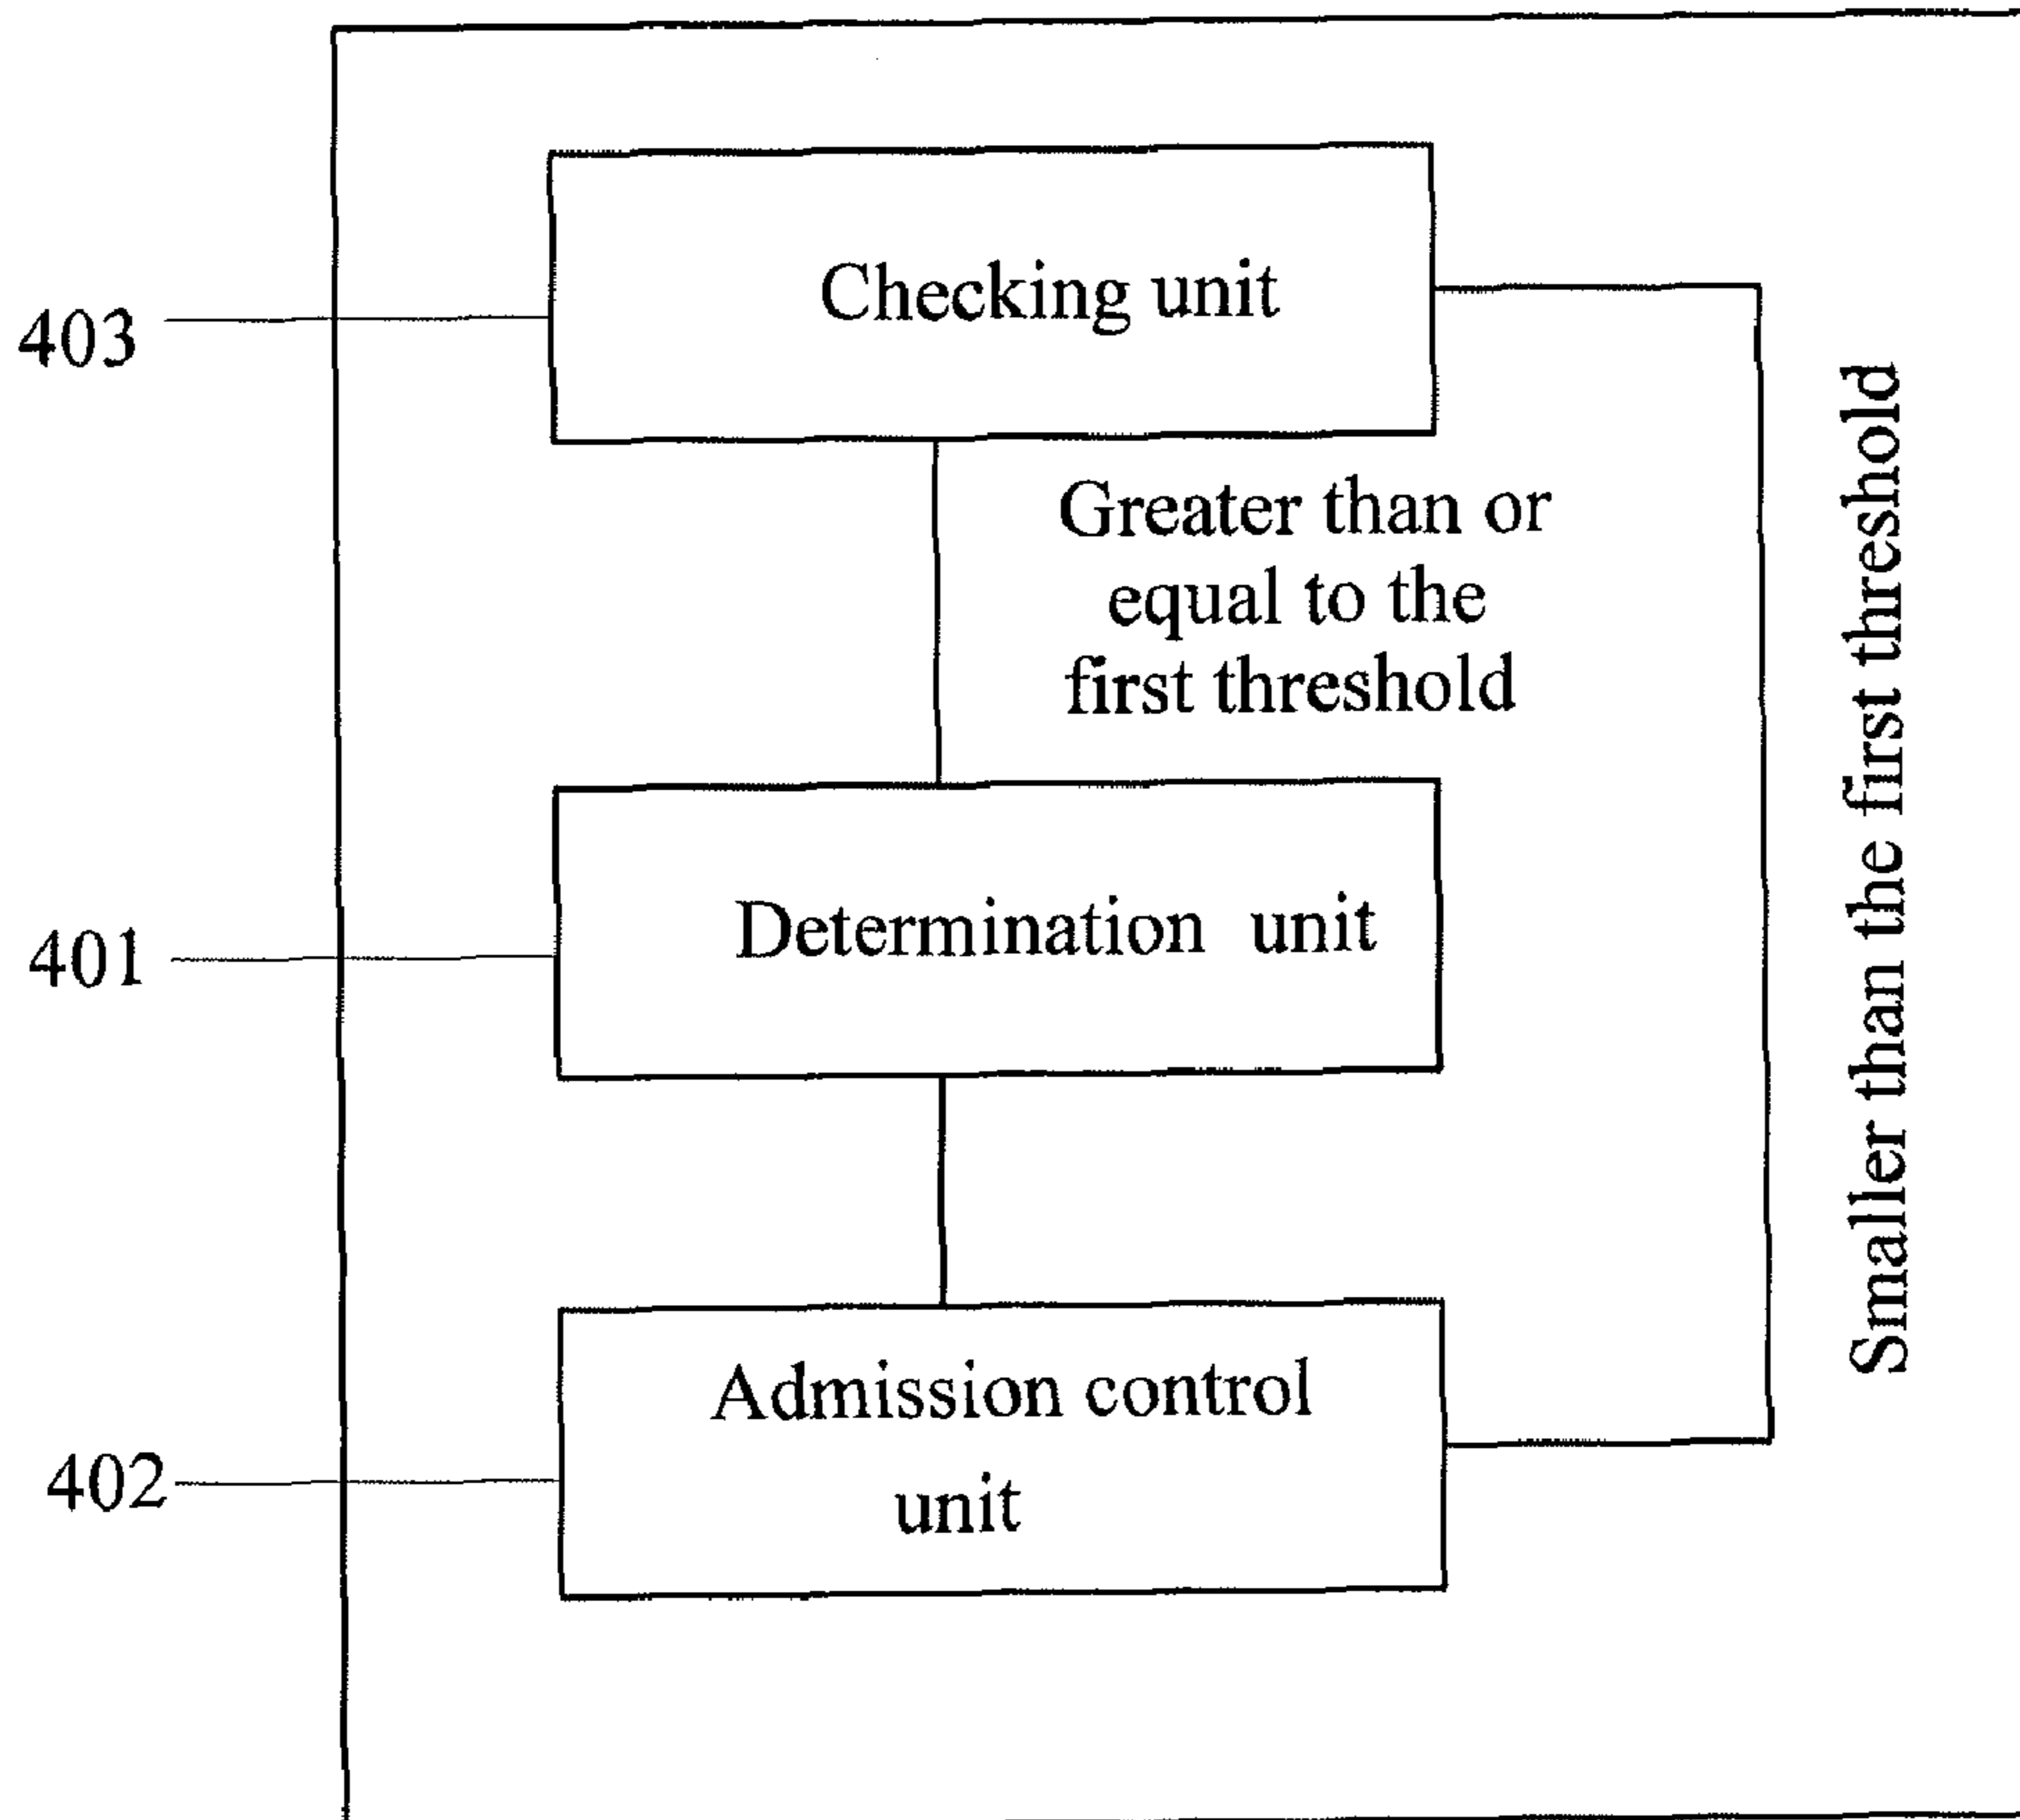 403
Checking unit
Greater than or
equal to the
first threshold
Smaller than the first threshold
401
Determination unit
402
Admission control
unit